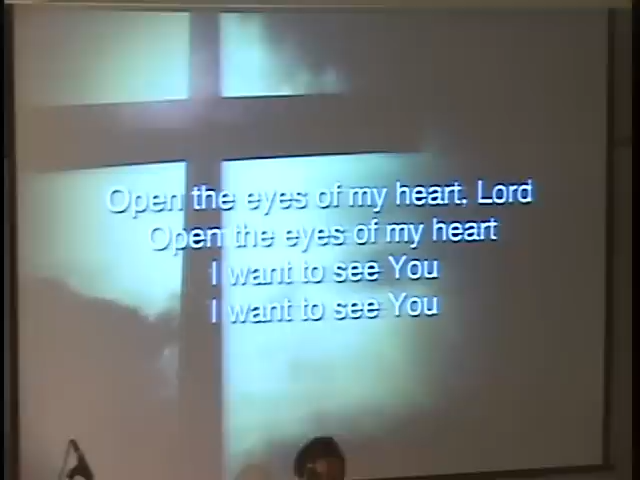 Open the eyes of my heart, Lord
Open the eyes of my heart
I want to see You
I want to see You